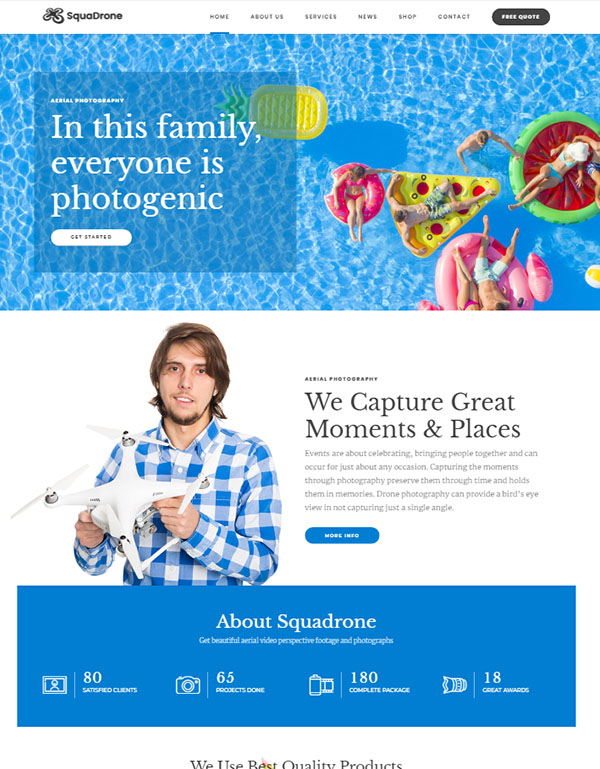 SquaDrone
HOME ABOUT US SERVICES NEWS SHOP CONTACT FREE QUOTE
AERIAL PHOTOGRAPHY
In this family,
everyone is
photogenic
GET STARTED
AERIAL PHOTOGRAPHY
We Capture Great
Moments & Places
Events are about celebrating, bringing people together and can
occur for just about any occasion. Capturing the moments
through photography preserve them through time and holds
them in memories. Drone photography can provide a bird's eye
view in not capturing just a single angle.
MORE INFO
About Squadrone
Get beautiful aerial video perspective footage and photographs
80
SATISFIED CLIENTS
65
PROJECTS DONE
180
COMPLETE PACKAGE
18
GREAT AWARDS
We Use Best Quality Products